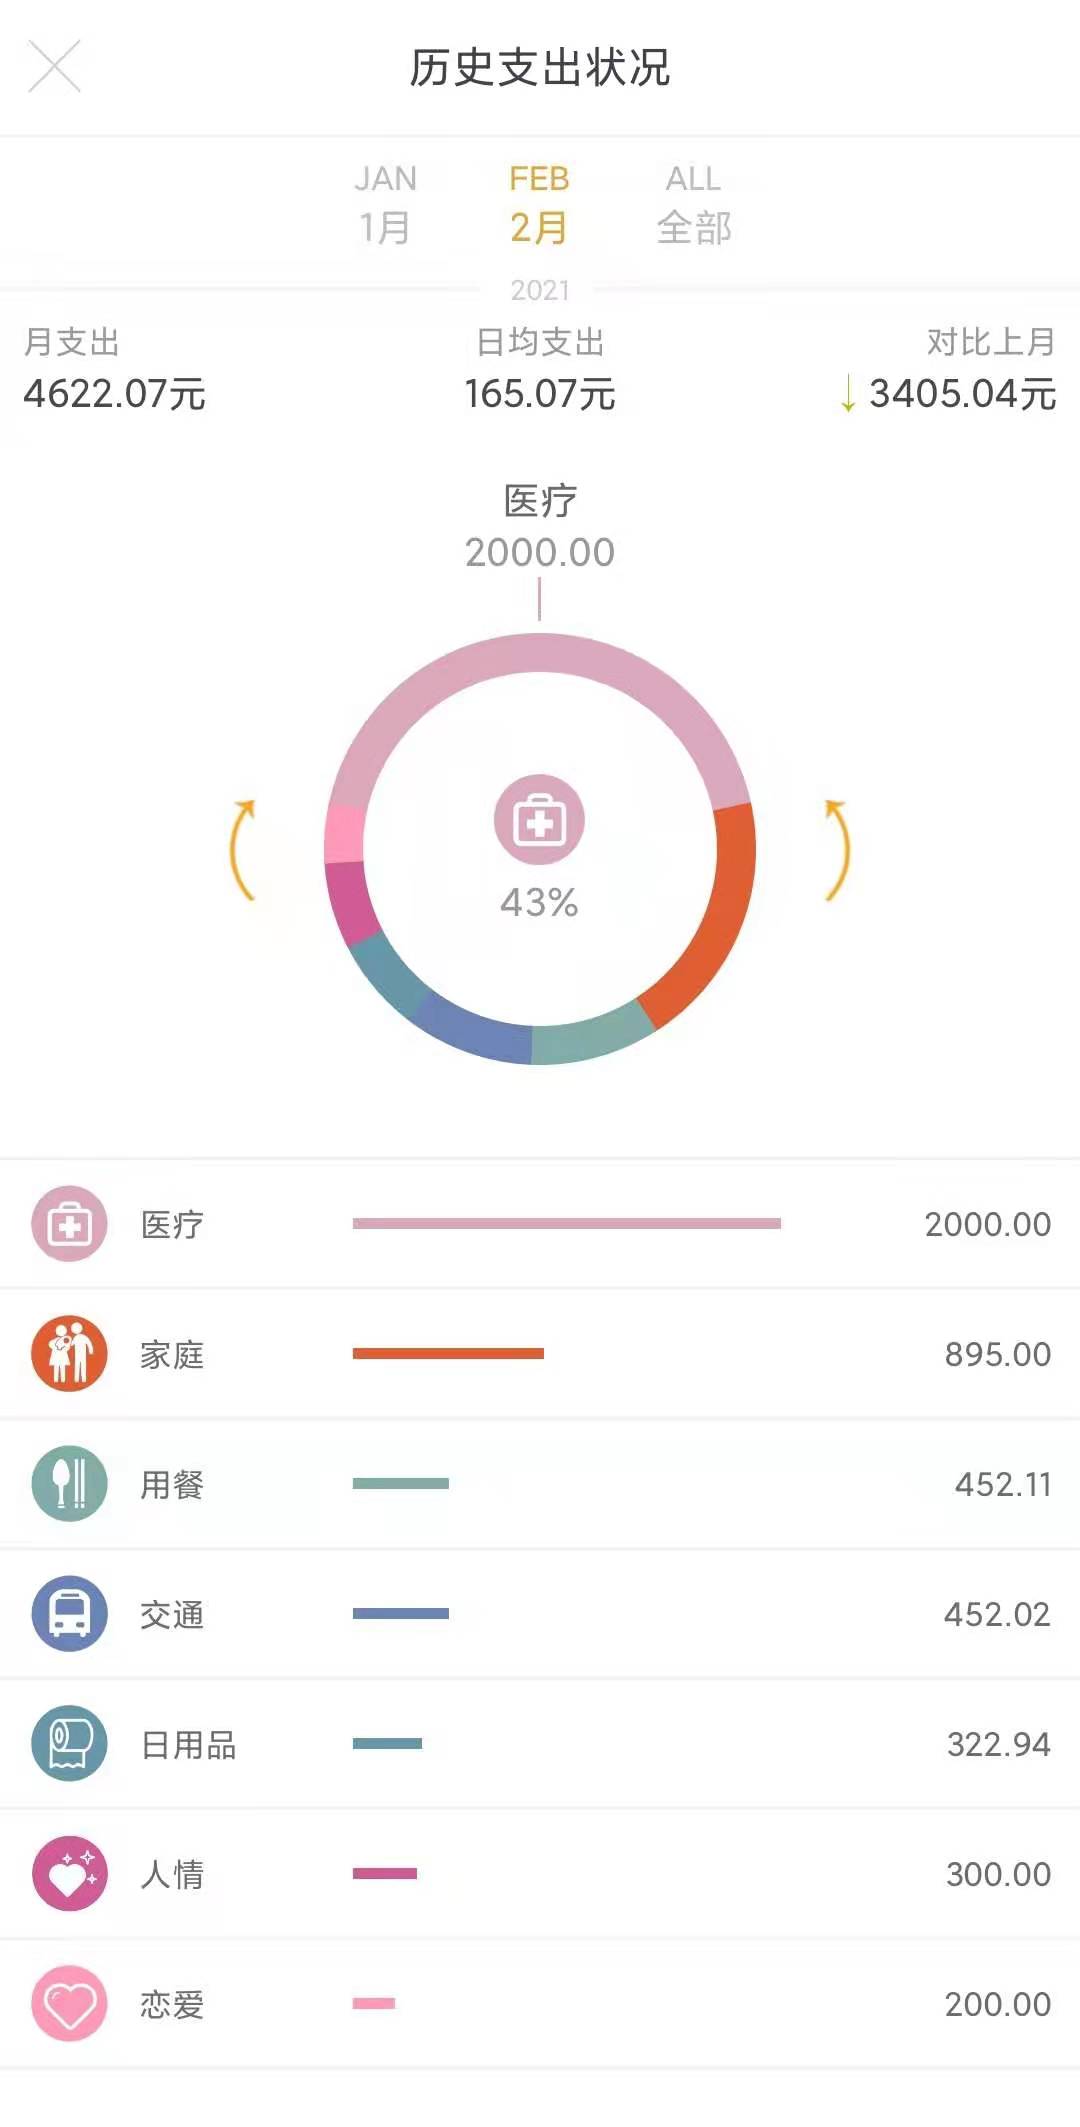 历史支出状况
JAN FEB ALL
1月 2月 全部
2021
月支出 日均支出 对比上月
4622.07元 165.07元 ↓ 3405.04元
医疗
2000.00
43%
医疗 2000.00
家庭 895.00
用餐 452.11
交通 452.02
日用品 322.94
人情 300.00
恋爱 200.00